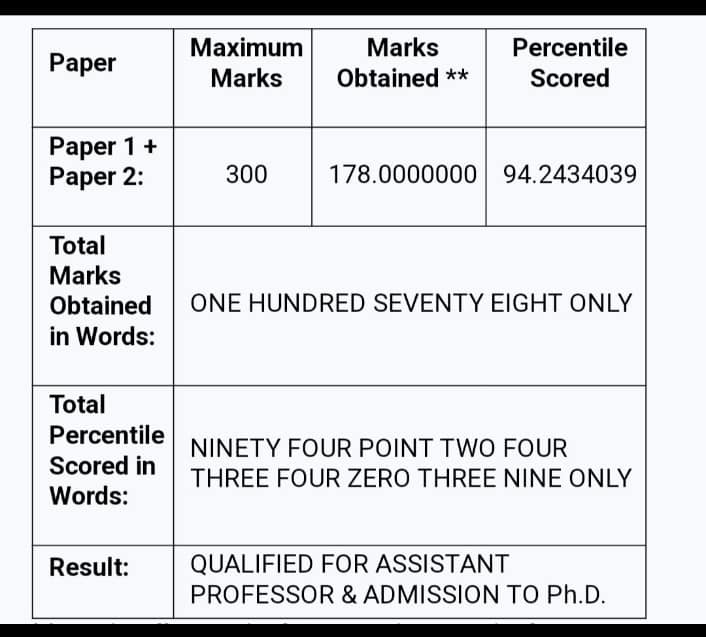 Paper
Maximum
Marks
Marks
Obtained **
Percentile
Scored
Paper 1 +
Paper 2:
300
178.0000000
94.2434039
Total
Marks
Obtained
in Words:
ONE HUNDRED SEVENTY EIGHT ONLY
Total
Percentile
Scored in
Words:
NINETY FOUR POINT TWO FOUR
THREE FOUR ZERO THREE NINE ONLY
Result:
QUALIFIED FOR ASSISTANT
PROFESSOR & ADMISSION TO Ph.D.